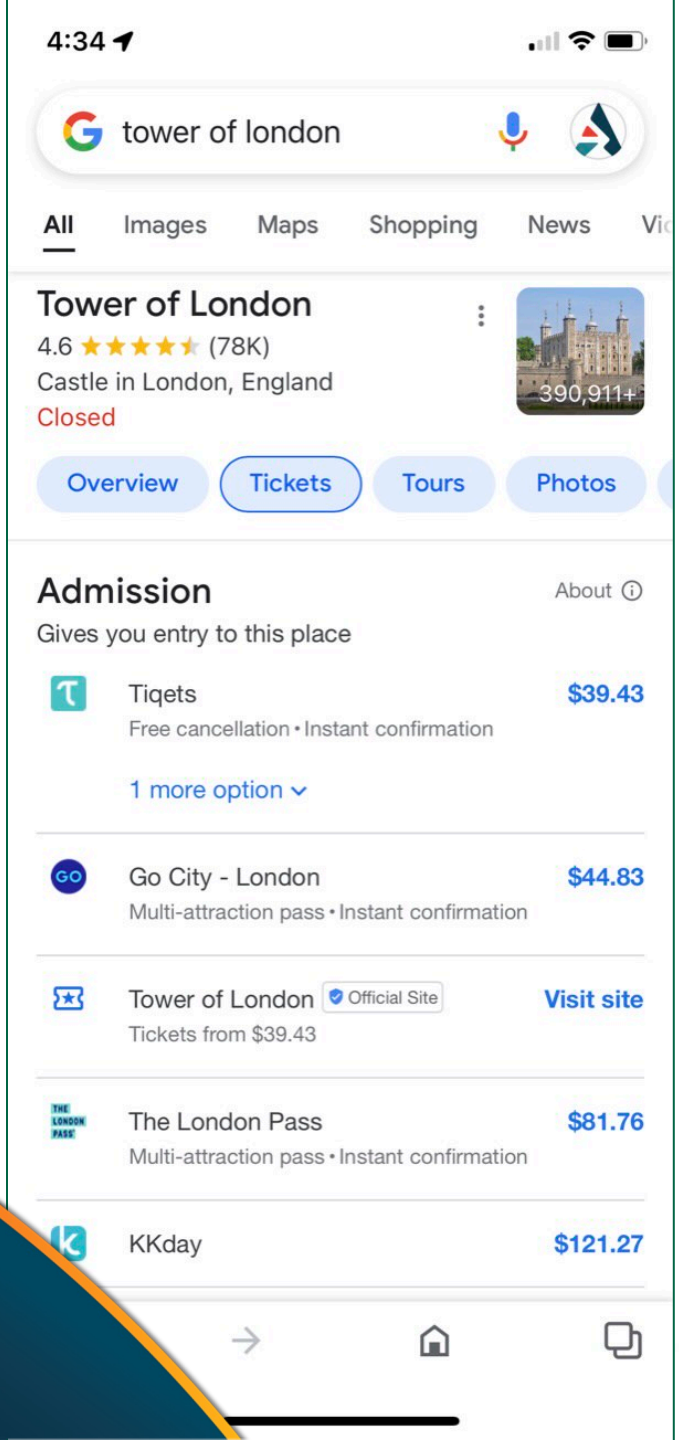 4:34
tower of london
All Images Maps Shopping News Vic
Tower of London
4.6 (78K)
Castle in London, England
390,911+
Closed
Overview Tickets Tours Photos
Admission
About
Gives you entry to this place
Tiqets $39.43
Free cancellation • Instant confirmation
1 more option
GO
Go City - London $44.83
Multi-attraction pass • Instant confirmation
Tower of London Official Site Visit site
Tickets from $39.43
THE
LONDON
PASS
The London Pass $81.76
Multi-attraction pass • Instant confirmation
KKday $121.27